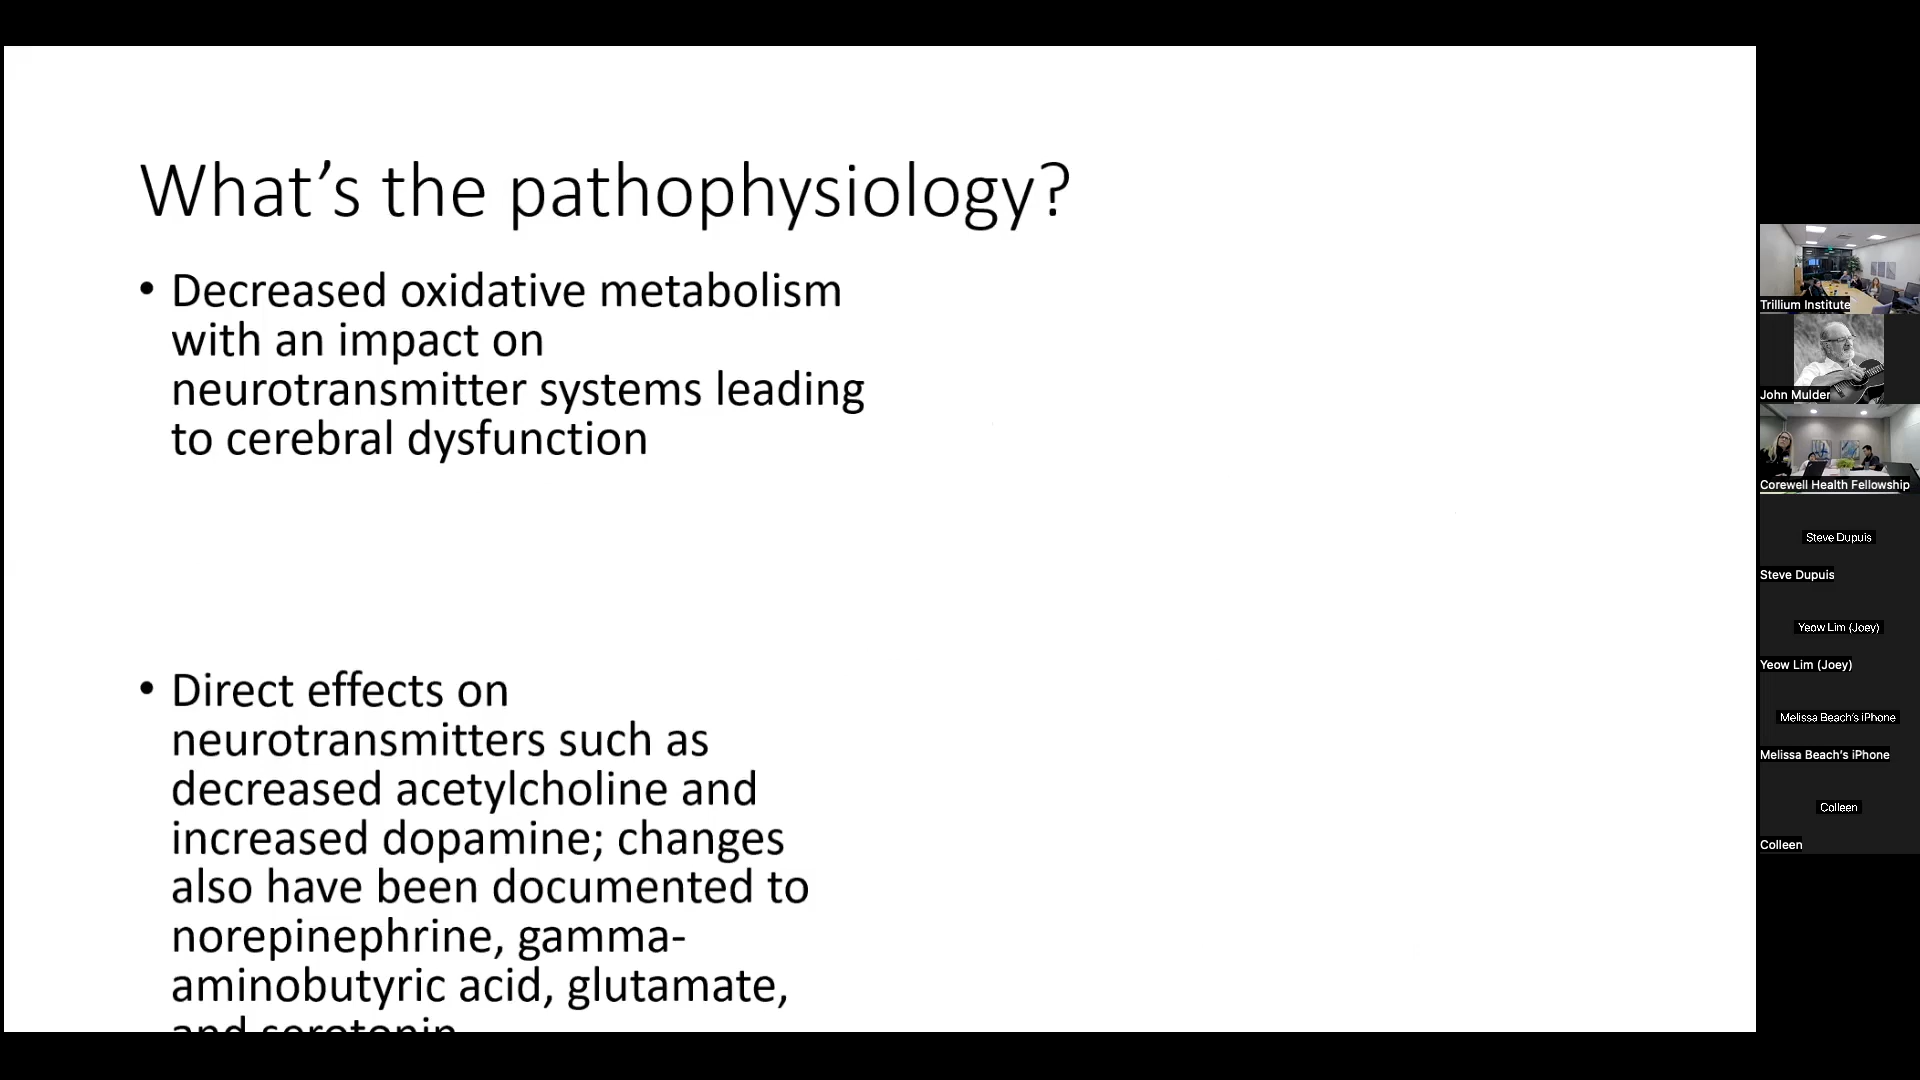 What’s the pathophysiology?
• Decreased oxidative metabolism
with an impact on
neurotransmitter systems leading
to cerebral dysfunction
• Direct effects on
neurotransmitters such as
decreased acetylcholine and
increased dopamine; changes
also have been documented to
norepinephrine, gamma-
aminobutyric acid, glutamate,
and serotonin
Trillium Institute
John Mulder
Corewell Health Fellowship
Steve Dupuis
Steve Dupuis
Yeow Lim (Joey)
Yeow Lim (Joey)
Melissa Beach’s iPhone
Melissa Beach’s iPhone
Colleen
Colleen